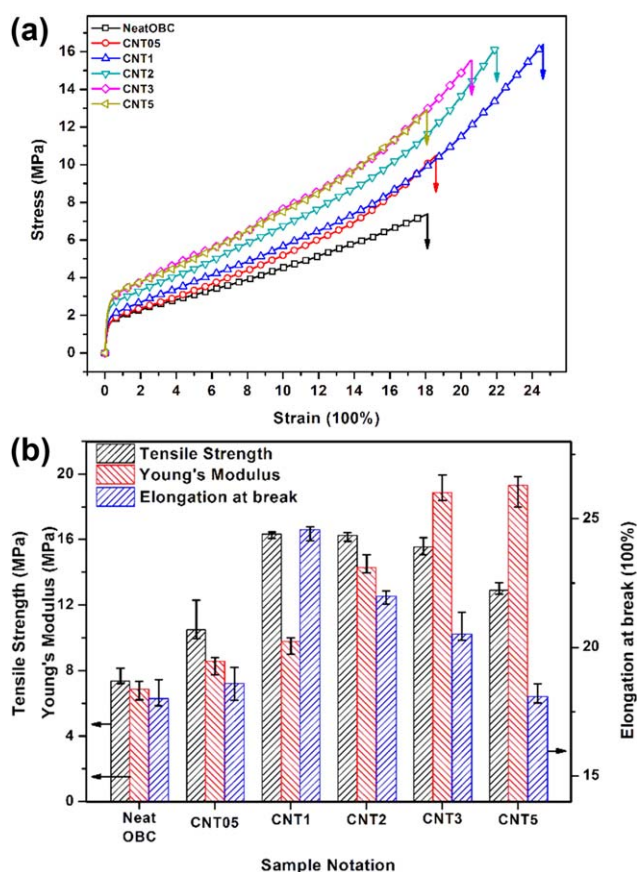 (a)
NeatOBC
CNT05
CNT1
CNT2
CNT3
CNT5
16
14
12
10
8
6
4
2
0
Stress (MPa)
0 2 4 6 8 10 12 14 16 18 20 22 24
Strain (100%)
(b)
Tensile Strength
Young's Modulus
Elongation at break
20
16
12
8
4
0
Tensile Strength (MPa)
Young's Modulus (MPa)
25
20
15
Elongation at break (100%)
Neat
OBC
CNT05
CNT1
CNT2
CNT3
CNT5
Sample Notation